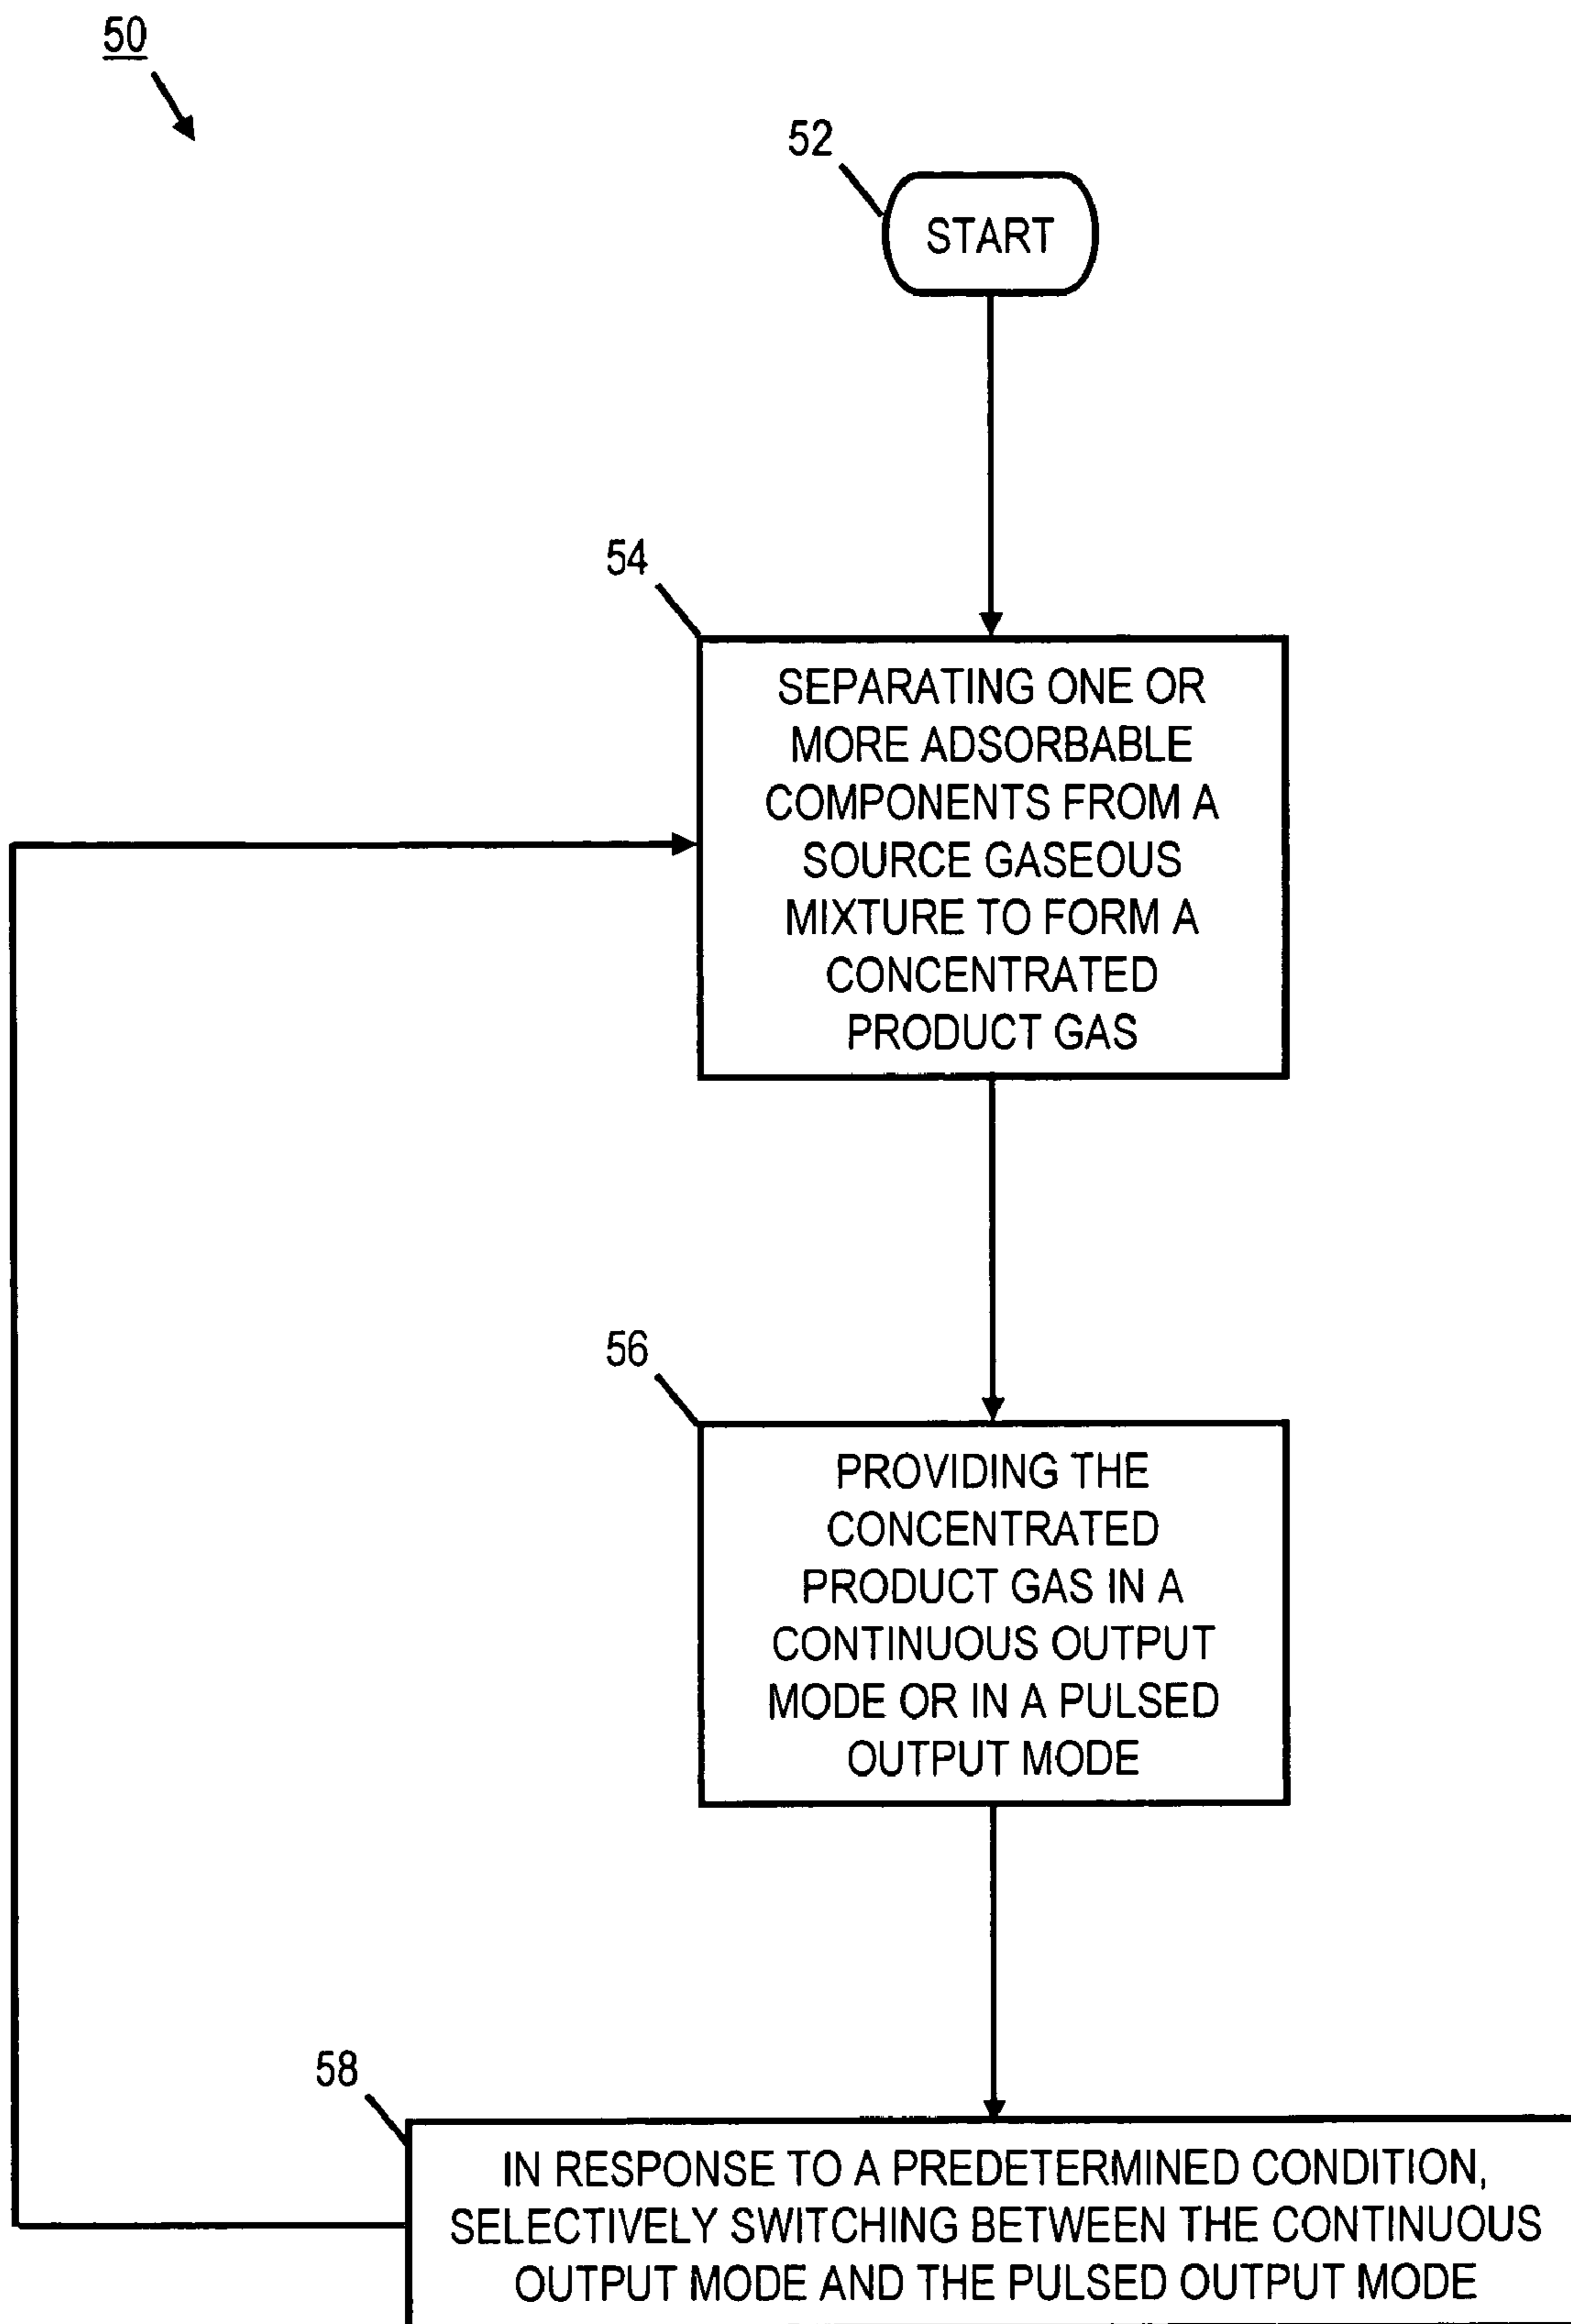 50
52
START
54
SEPARATING ONE OR
MORE ADSORBABLE
COMPONENTS FROM A
SOURCE GASEOUS
MIXTURE TO FORM A
CONCENTRATED
PRODUCT GAS
56
PROVIDING THE
CONCENTRATED
PRODUCT GAS IN A
CONTINUOUS OUTPUT
MODE OR IN A PULSED
OUTPUT MODE
58
IN RESPONSE TO A PREDETERMINED CONDITION,
SELECTIVELY SWITCHING BETWEEN THE CONTINUOUS
OUTPUT MODE AND THE PULSED OUTPUT MODE